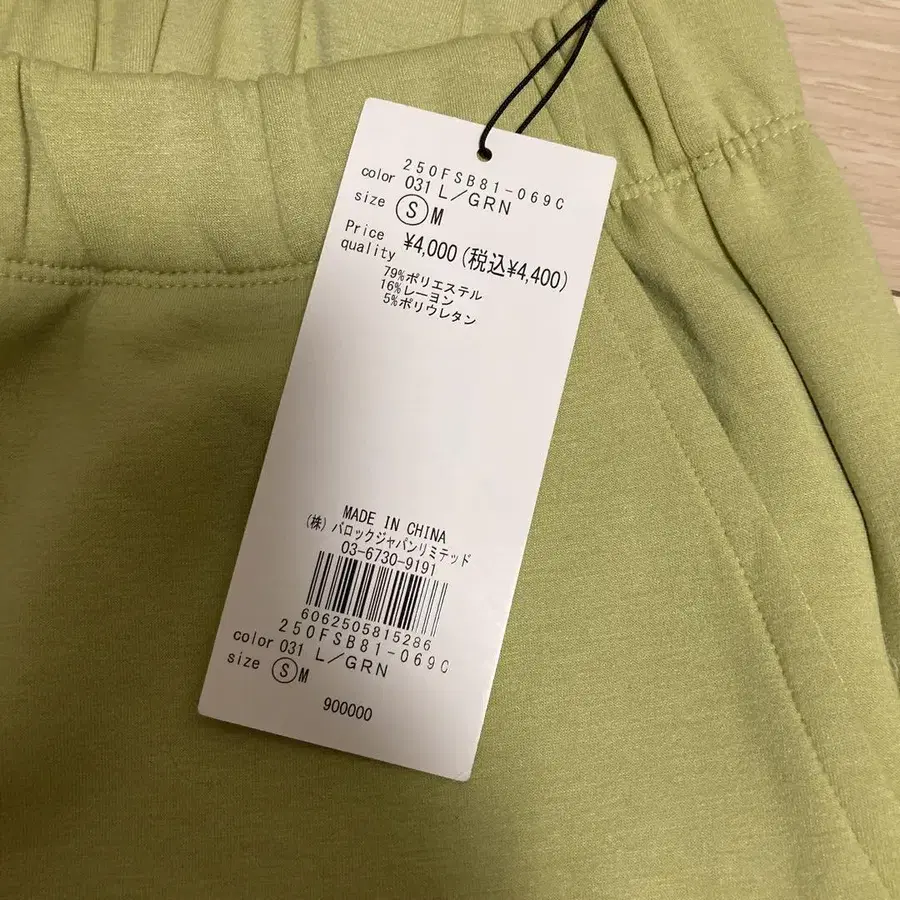 250FSB81-069C
color 031 L/GRN
size S M
Price ¥4,000(税込¥4,400)
quality
79%ポリエステル
16%レーヨン
5%ポリウレタン
MADE IN CHINA
(株)バロックジャパンリミテッド
03-6730-9191
6062505815286
250FSB81-069C
color 031 L/GRN
size S M
900000